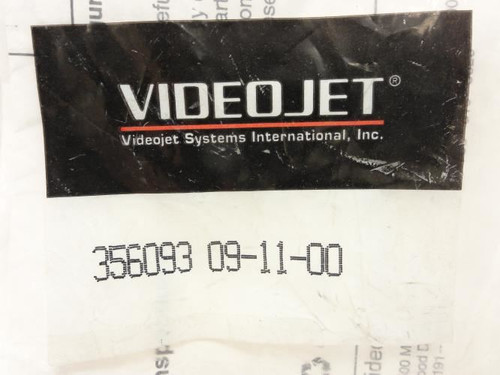 VIDEOJET®
Videojet Systems International, Inc.
356093 09-11-00